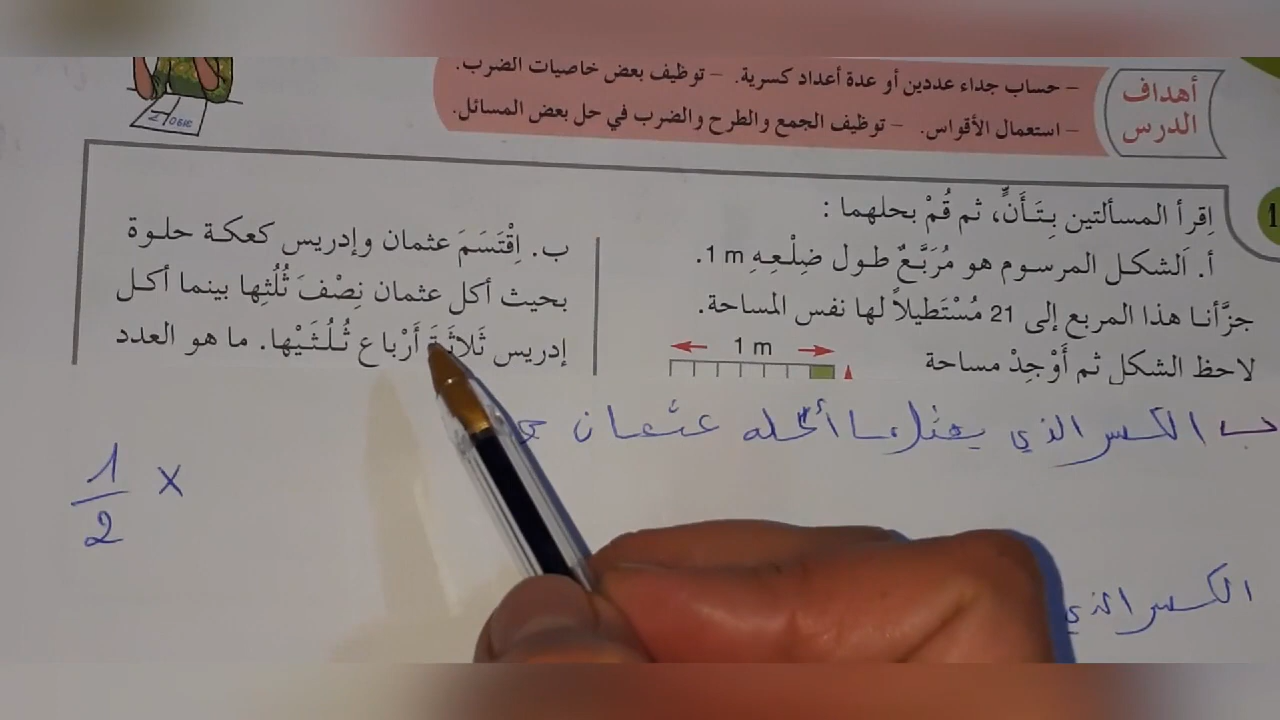 أهداف
الدرس
– حساب جداء عددين أو عدة أعداد كسرية. – توظيف بعض خاصيات الضرب.
– استعمال الأقواس. – توظيف الجمع والطرح والضرب في حل بعض المسائل.
1
اِقرأ المسألتين بِتَأَنٍّ، ثم قُمْ بحلهما :
أ. اَلشكل المرسوم هو مُرَبَّعٌ طول ضِلْعِهِ 1 m.
جزَّأنا هذا المربع إلى 21 مُسْتَطيلاً لها نفس المساحة.
لاحظ الشكل ثم أَوْجِدْ مساحة
1 m
ب. اِقْتَسَمَ عثمان وإدريس كعكة حلوة
بحيث أكل عثمان نِصْفَ ثُلُثِها بينما أكل
إدريس ثَلاثَةَ أَرْباع ثُلُثَيْها. ما هو العدد
ب الكسر الذي يمثل ما أكله عثمان
1/2 ×
الكسر الذي